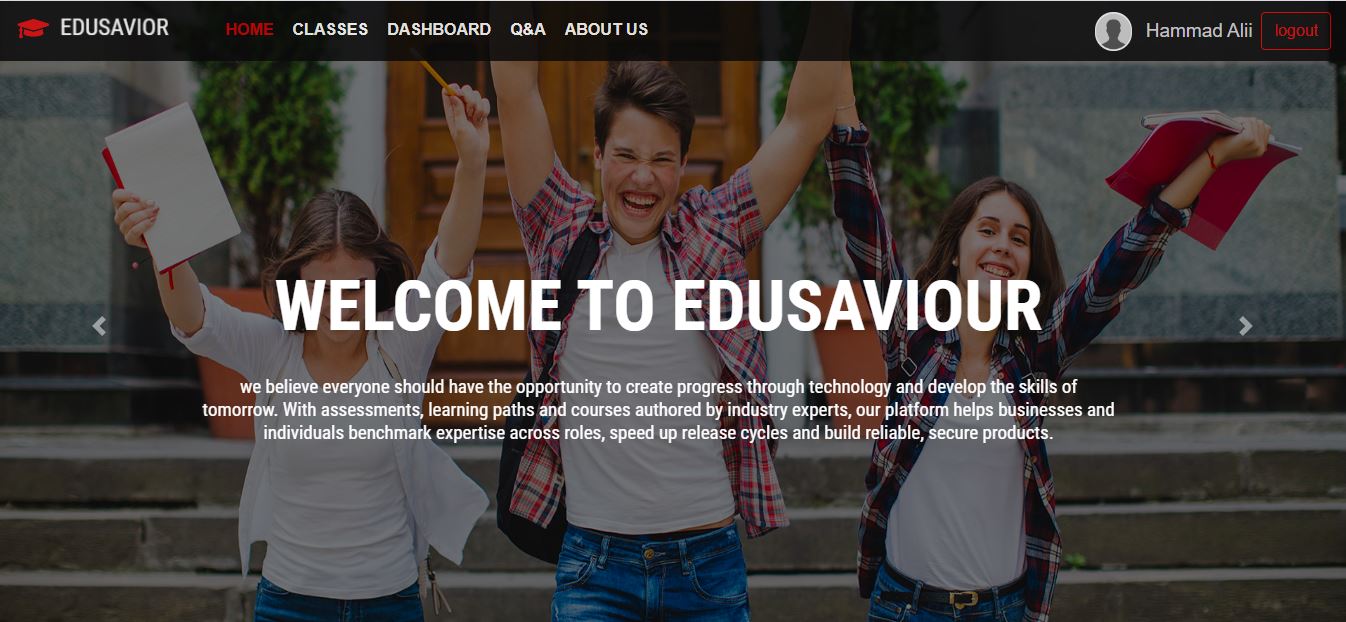 EDUSAVIOR
HOME CLASSES DASHBOARD Q&A ABOUT US
Hammad Alii logout
WELCOME TO EDUSAVIOUR
we believe everyone should have the opportunity to create progress through technology and develop the skills of
tomorrow. With assessments, learning paths and courses authored by industry experts, our platform helps businesses and
individuals benchmark expertise across roles, speed up release cycles and build reliable, secure products.